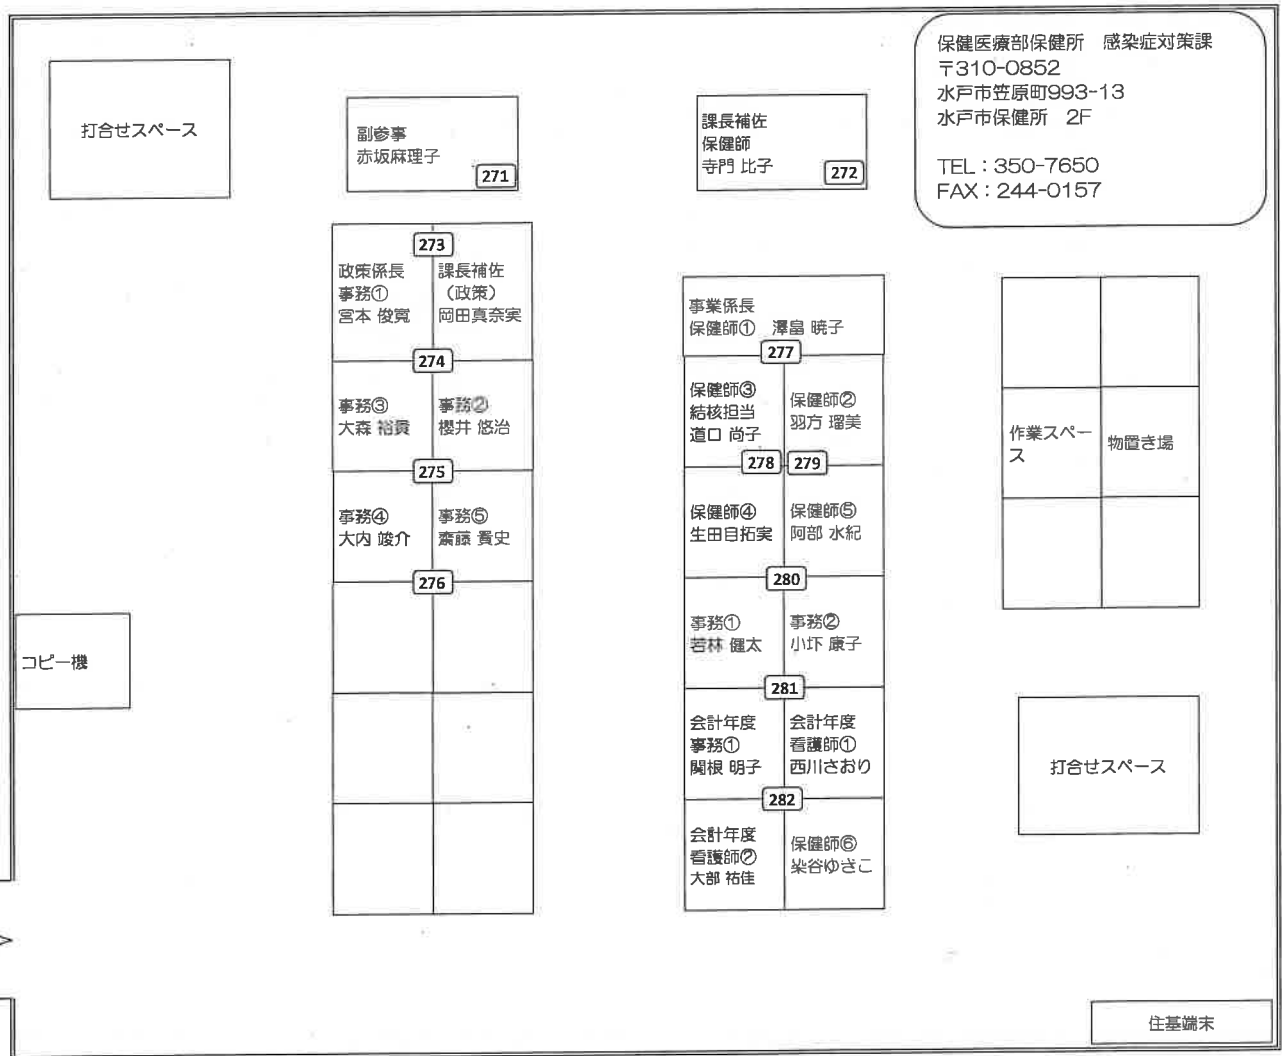 保健医療部保健所　感染症対策課
〒310-0852
水戸市笠原町993-13
水戸市保健所　2F
TEL：350-7650
FAX：244-0157
打合せスペース
副参事
赤坂麻理子
271
課長補佐
保健師
寺門 比子
272
273
政策係長
事務①
宮本 俊寛
課長補佐
（政策）
岡田真奈実
274
事務③
大森 裕貴
事務②
櫻井 悠治
275
事務④
大内 竣介
事務⑤
齋藤 貴史
276
事業係長
保健師①　澤畠 暁子
277
保健師③
結核担当
道口 尚子
保健師②
羽方 瑠美
278
279
保健師④
生田目拓実
保健師⑤
阿部 水紀
280
事務①
若林 健太
事務②
小圷 康子
281
会計年度
事務①
関根 明子
会計年度
看護師①
西川さおり
282
会計年度
看護師②
大部 祐佳
保健師⑥
染谷ゆきこ
作業スペー
ス
物置き場
コピー機
打合せスペース
住基端末